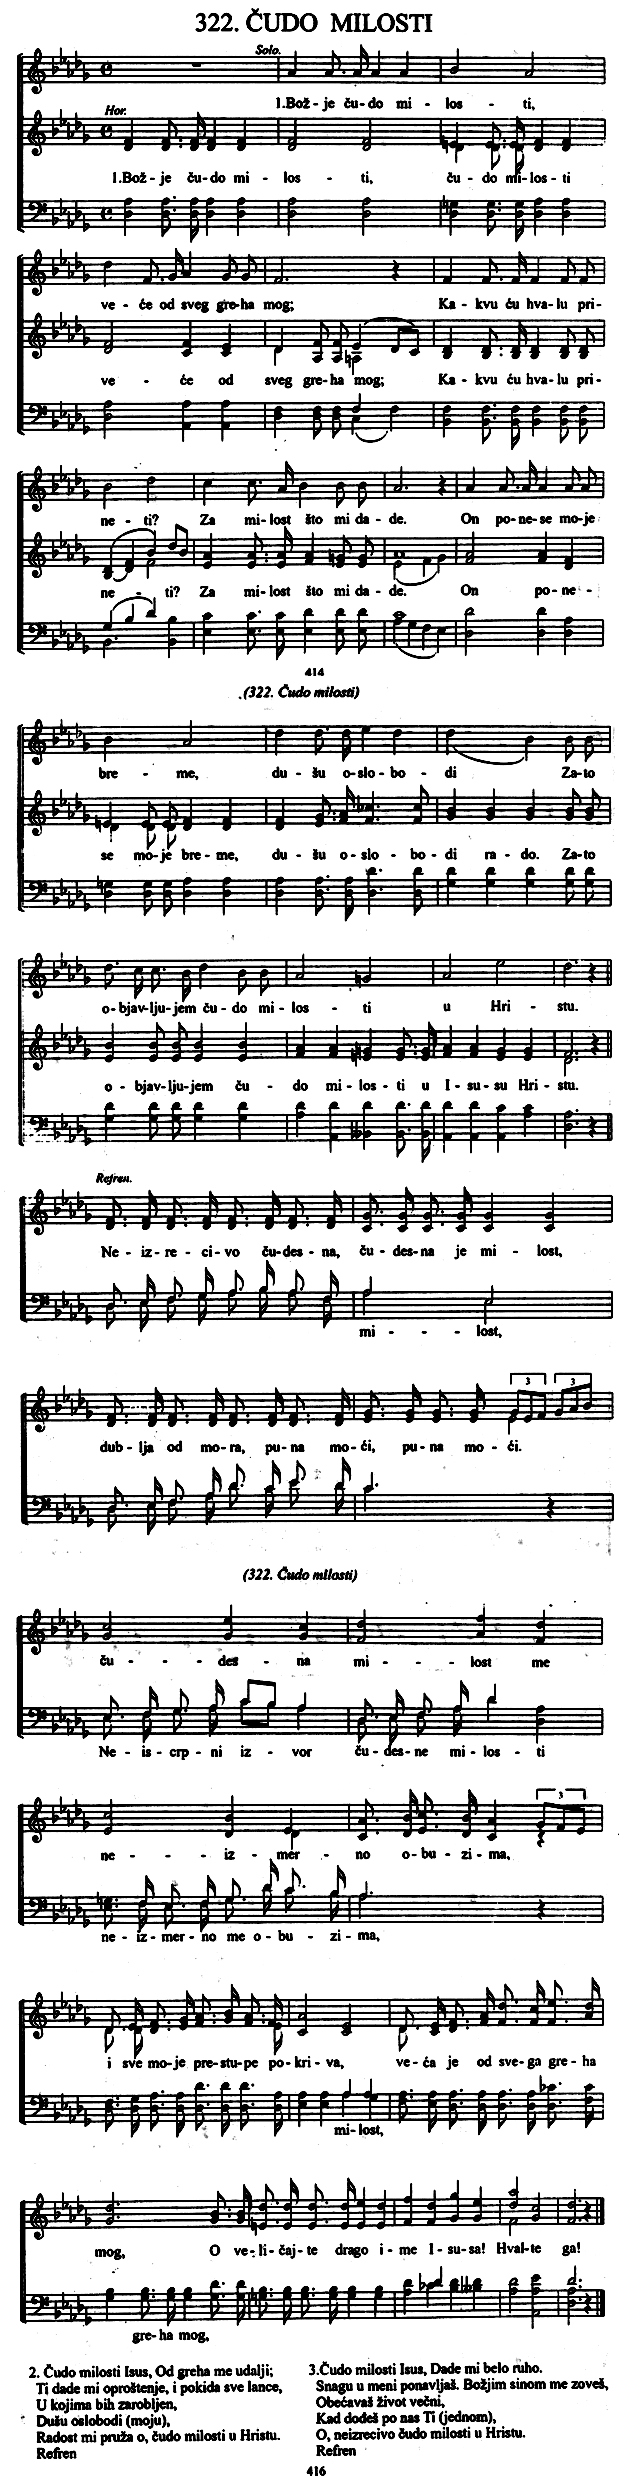 322. ČUDO MILOSTI
Solo.
1.Bož-je ču-do mi - los - ti,
Hor.
1.Bož-je ču-do mi - los - ti, ču-do mi-los-ti
ve-će od sveg gre-ha mog; Ka-kvu ću hva-lu pri-
ve - će od sveg gre-ha mog; Ka-kvu ću hva-lu pri-
ne-ti? Za mi-lost što mi da-de. On po-ne-se mo-je
ne - ti? Za mi-lost što mi da-de. On po-ne-
414
(322. Čudo milosti)
bre - me, du-šu o-slo-bo-di Za-to
se mo-je bre-me, du-šu o-slo-bo-di ra-do. Za-to
o-bjav-lju-jem ču-do mi-los - ti u Hri - stu.
o-bjav-lju-jem ču-do mi-los-ti u I-su-su Hri-stu.
Refren.
Ne-iz-re-ci-vo ču-des-na, ču-des-na je mi-lost,
mi - - lost,
dub-lja od mo-ra, pu-na mo-ći, pu-na mo-ći.
3 3
(322. Čudo milosti)
ču - des - na mi - lost me
Ne-is-crp-ni iz-vor ču-des-ne mi-los-ti
3
ne - - iz - mer - no o-bu-zi-ma,
ne-iz-mer-no me o-bu-zi-ma,
i sve mo-je pre-stu-pe po-kri-va, ve-ća je od sve-ga gre-ha
mi-lost,
mog, O ve-li-čaj-te drago i-me I-su-sa! Hval-te ga!
gre-ha mog,
2. Čudo milosti Isus, Od greha me udalji;
Ti dade mi oproštenje, i pokida sve lance,
U kojima bih zarobljen,
Dušu oslobodi (moju),
Radost mi pruža o, čudo milosti u Hristu.
Refren
3.Čudo milosti Isus, Dade mi belo ruho.
Snagu u meni ponavljaš. Božjim sinom me zoveš,
Obećavaš život večni,
Kad dođeš po nas Ti (jednom),
O, neizrecivo čudo milosti u Hristu.
Refren
416